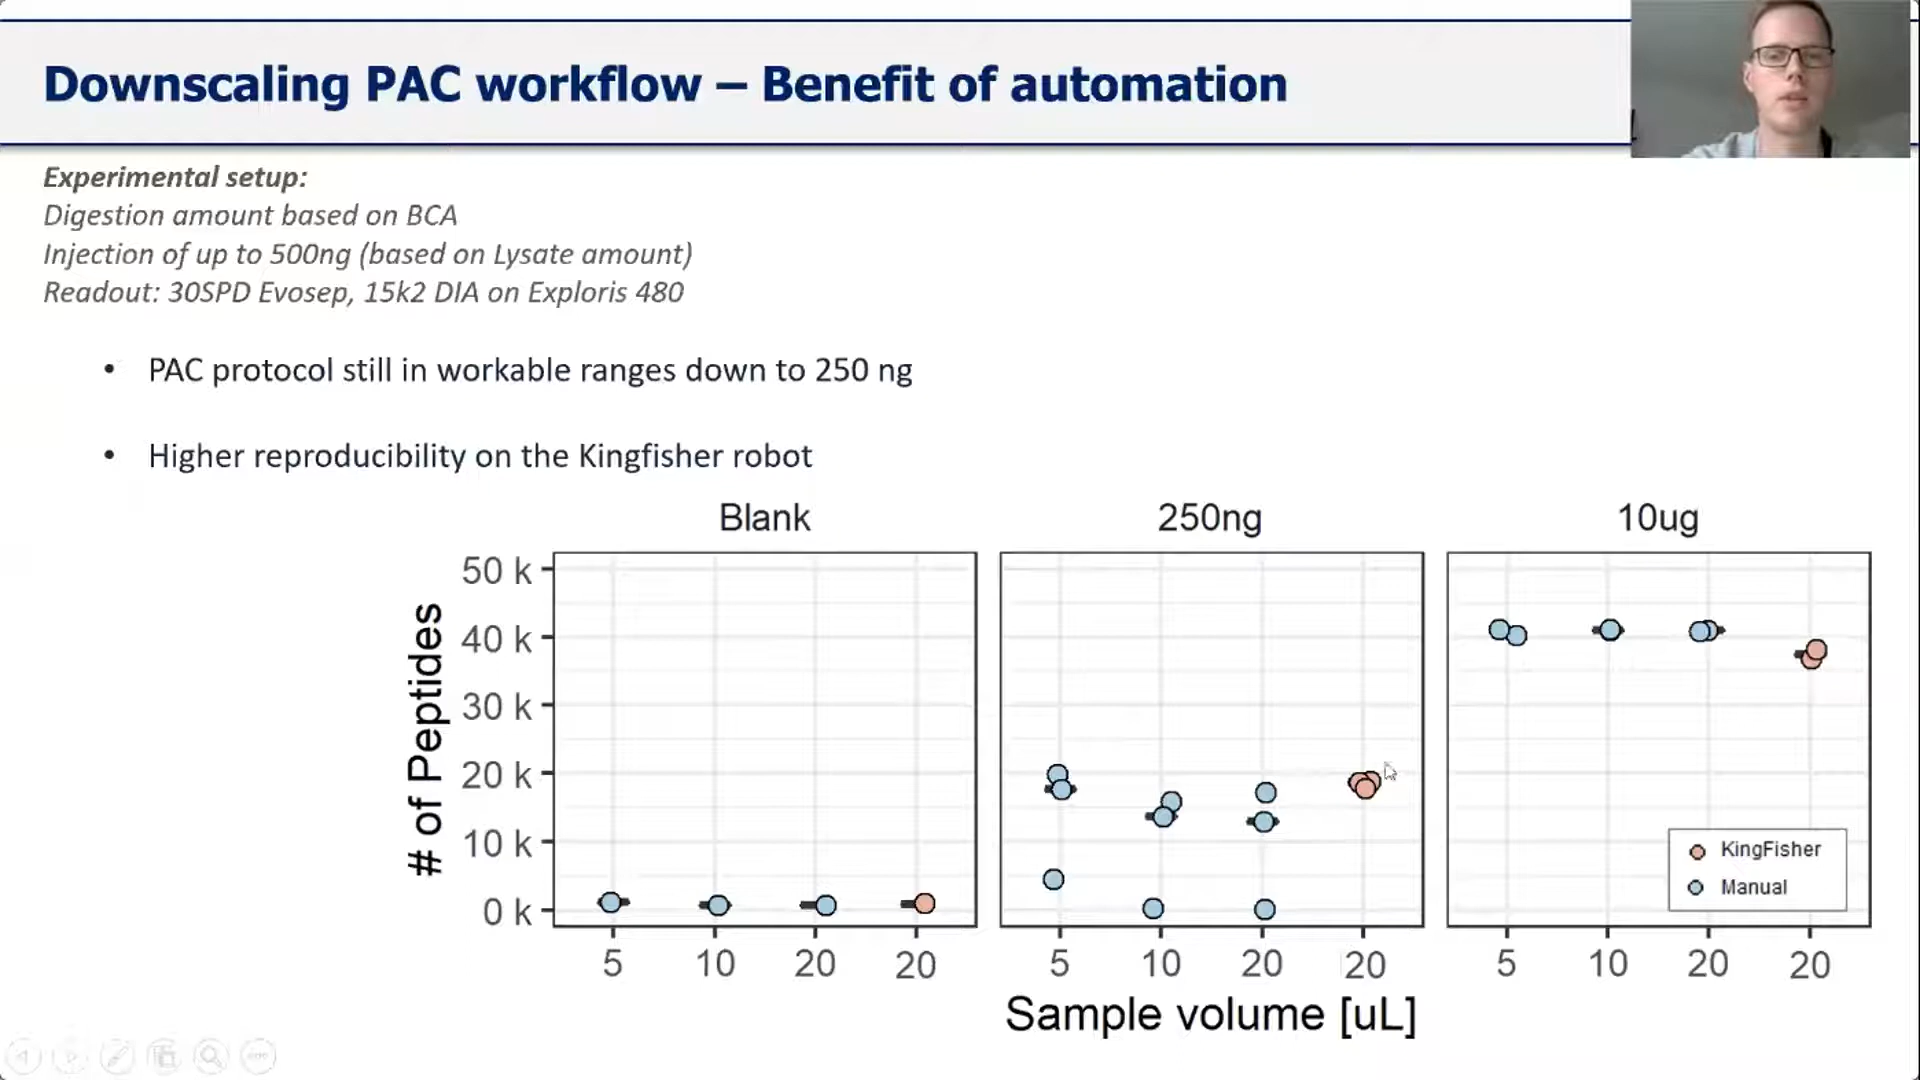 Downscaling PAC workflow – Benefit of automation
Experimental setup:
Digestion amount based on BCA
Injection of up to 500ng (based on Lysate amount)
Readout: 30SPD Evosep, 15k2 DIA on Exploris 480
• PAC protocol still in workable ranges down to 250 ng
• Higher reproducibility on the Kingfisher robot
Blank 250ng 10ug
# of Peptides
50 k
40 k
30 k
20 k
10 k
0 k
KingFisher
Manual
5 10 20 20 5 10 20 20 5 10 20 20
Sample volume [uL]